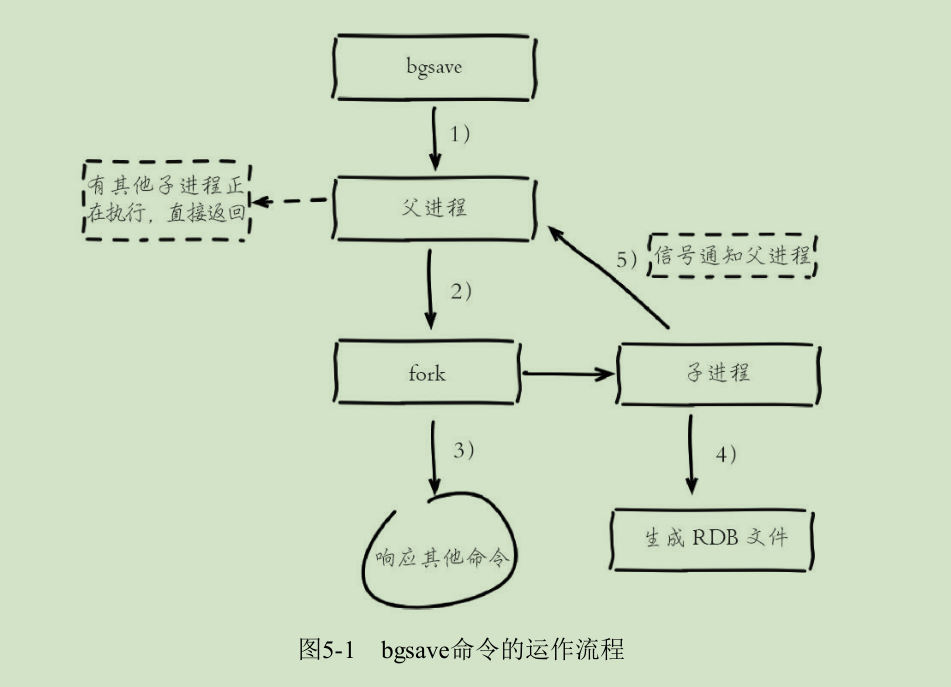 bgsave
1)
有其他子进程正
在执行，直接返回
父进程
5)
信号通知父进程
2)
fork
子进程
3)
4)
响应其他命令
生成 RDB 文件
图5-1 bgsave命令的运作流程